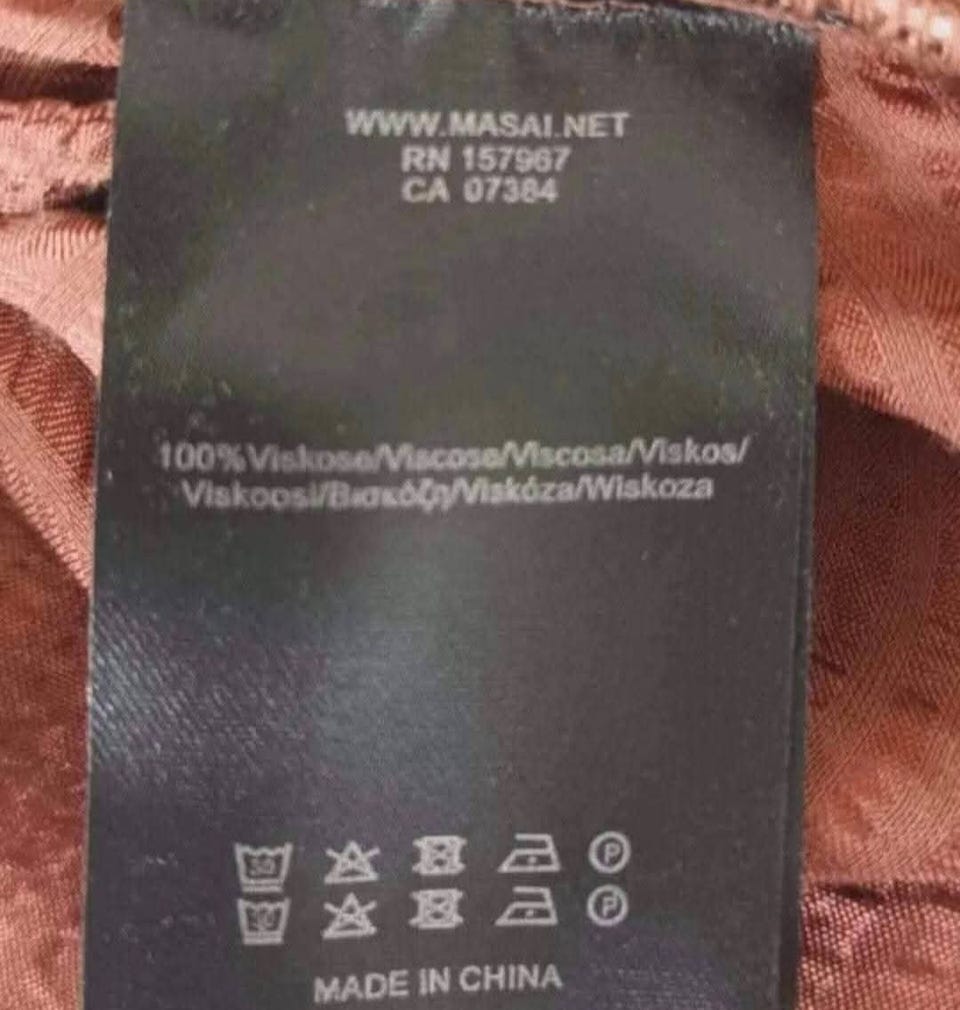 WWW.MASAI.NET
RN 157967
CA 07384
100%Viskose/Viscose/Viscosa/Viskos/
Viskoosi/Βισκόζη/Viskóza/Wiskoza
P
P
MADE IN CHINA